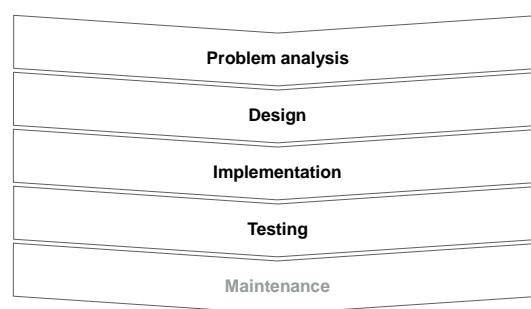 Problem analysis
Design
Implementation
Testing
Maintenance